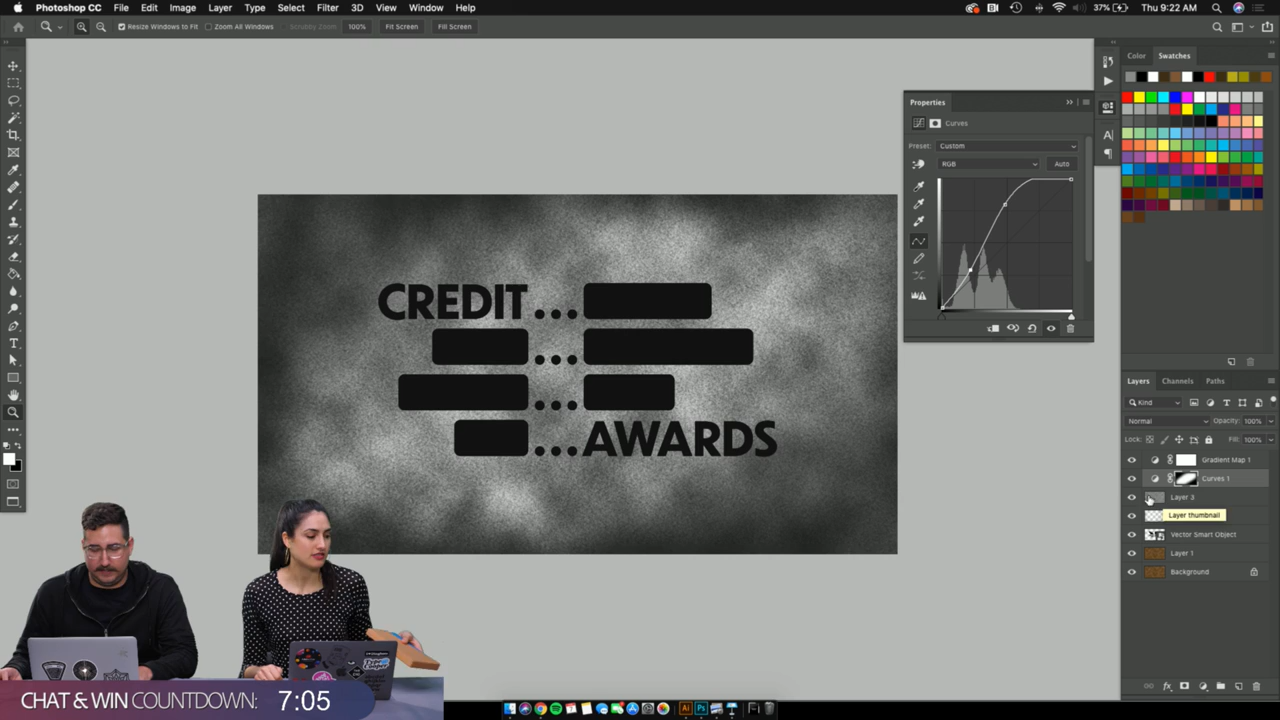 Photoshop CC File Edit Image Layer Type Select Filter 3D View Window Help
37% Thu 9:22 AM
Resize Windows to Fit Zoom All Windows Scrubby Zoom 100% Fit Screen Fill Screen
Color Swatches
Properties
Curves
Preset: Custom
RGB Auto
CREDIT...
...
...
...AWARDS
Layers Channels Paths
Kind
Normal Opacity: 100%
Lock: Fill: 100%
Gradient Map 1
Curves 1
Layer 3
Layer thumbnail
Vector Smart Object
Layer 1
Background
CHAT & WIN COUNTDOWN: 7:05